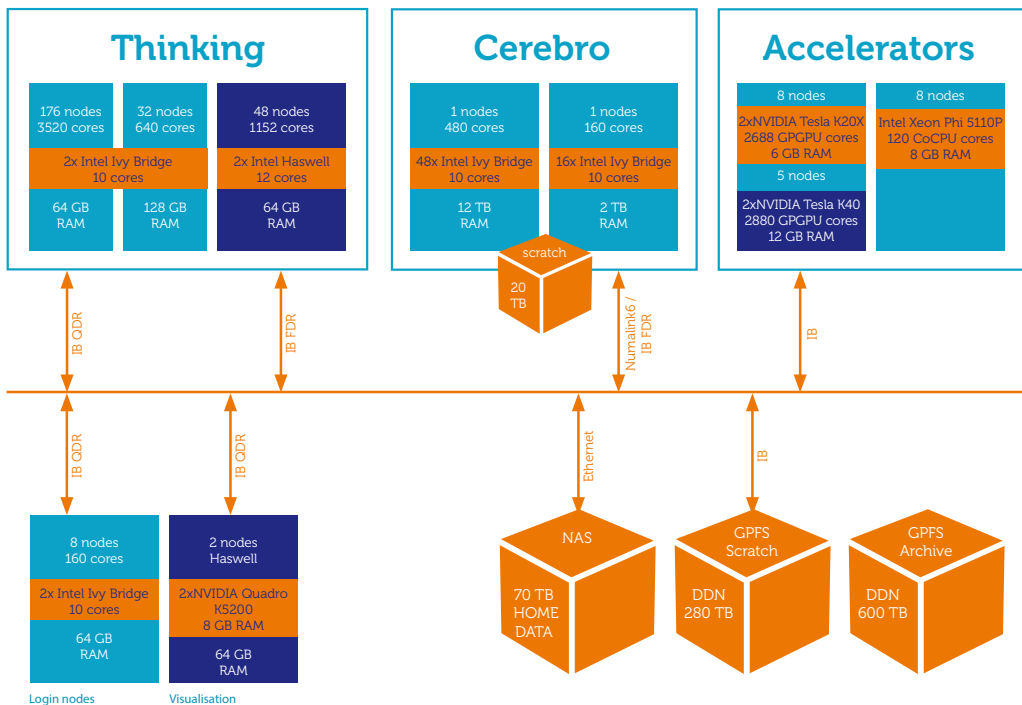 Thinking
176 nodes
3520 cores
32 nodes
640 cores
48 nodes
1152 cores
2x Intel Ivy Bridge
10 cores
2x Intel Haswell
12 cores
64 GB
RAM
128 GB
RAM
64 GB
RAM
Cerebro
1 nodes
480 cores
1 nodes
160 cores
48x Intel Ivy Bridge
10 cores
16x Intel Ivy Bridge
10 cores
12 TB
RAM
2 TB
RAM
scratch
20
TB
Accelerators
8 nodes
2xNVIDIA Tesla K20X
2688 GPGPU cores
6 GB RAM
5 nodes
2xNVIDIA Tesla K40
2880 GPGPU cores
12 GB RAM
8 nodes
Intel Xeon Phi 5110P
120 CoCPU cores
8 GB RAM
IB QDR
IB FDR
Numalink6 /
IB FDR
IB
IB QDR
IB QDR
Ethernet
IB
8 nodes
160 cores
2x Intel Ivy Bridge
10 cores
64 GB
RAM
Login nodes
2 nodes
Haswell
2xNVIDIA Quadro
K5200
8 GB RAM
64 GB
RAM
Visualisation
NAS
70 TB
HOME
DATA
GPFS
Scratch
DDN
280 TB
GPFS
Archive
DDN
600 TB